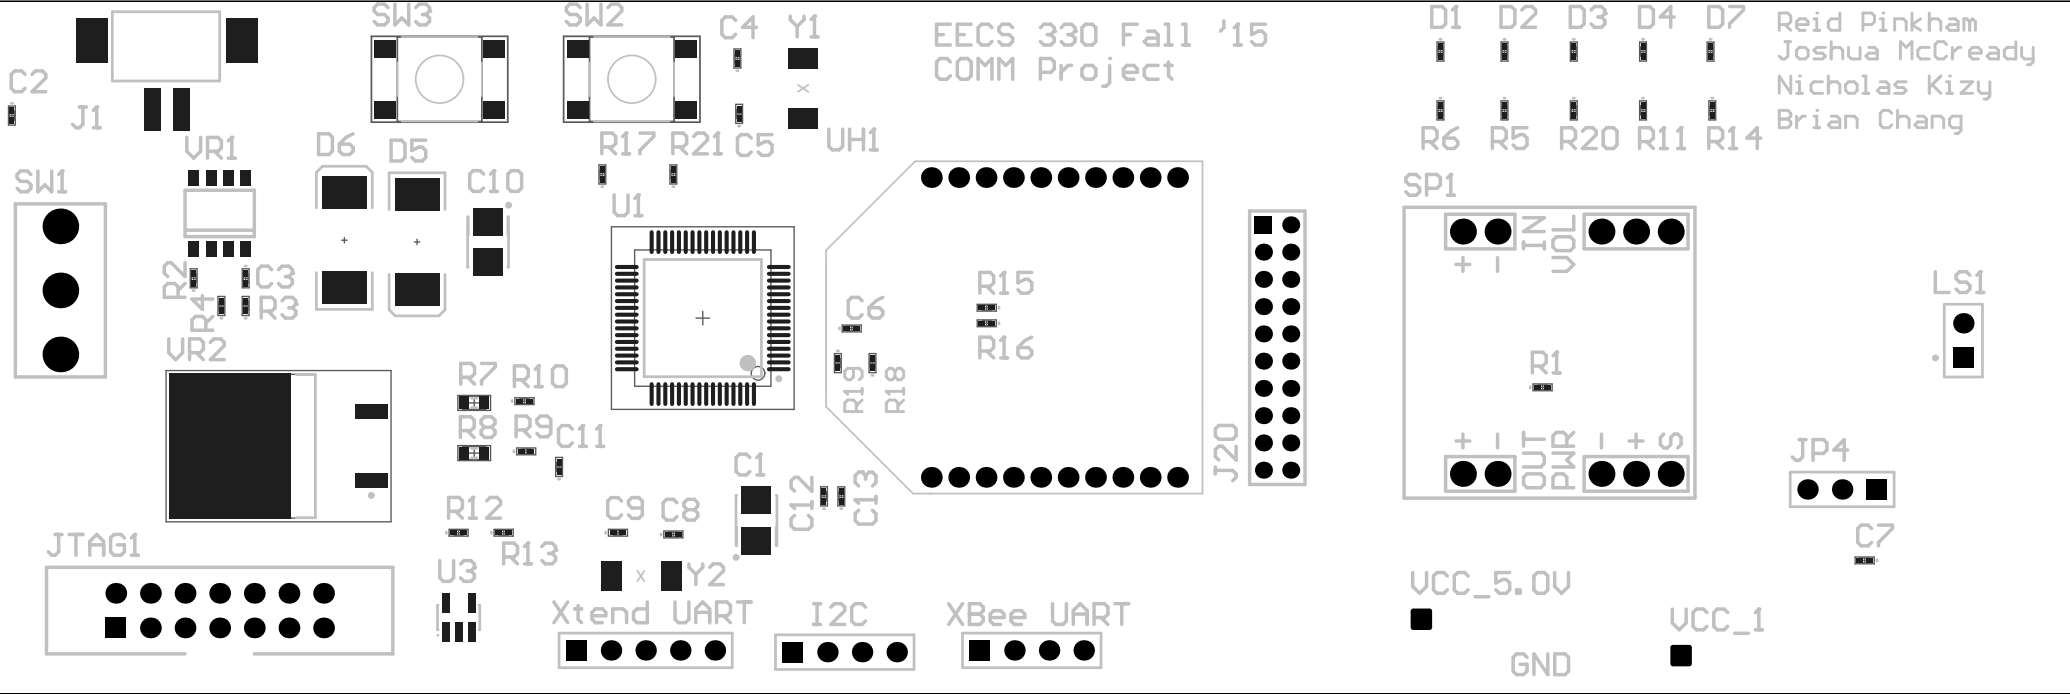 SW3
SW2
C4
Y1
EECS 330 Fall '15
COMM Project
D1
D2
D3
D4
D7
Reid Pinkham
Joshua McCready
Nicholas Kizy
Brian Chang
C2
J1
VR1
D6
D5
R17
R21
C5
UH1
R6
R5
R20
R11
R14
SW1
C10
U1
SP1
IN
VOL
+
-
R2
C3
R4
R3
C6
R15
R16
LS1
VR2
R7
R10
R19
R18
R1
R8
R9
C11
C1
C12
C13
J20
+
-
OUT
PWR
-
+
S
JP4
R12
R13
C9
C8
C7
JTAG1
U3
Y2
VCC_5.0V
Xtend UART
I2C
XBee UART
VCC_1
GND